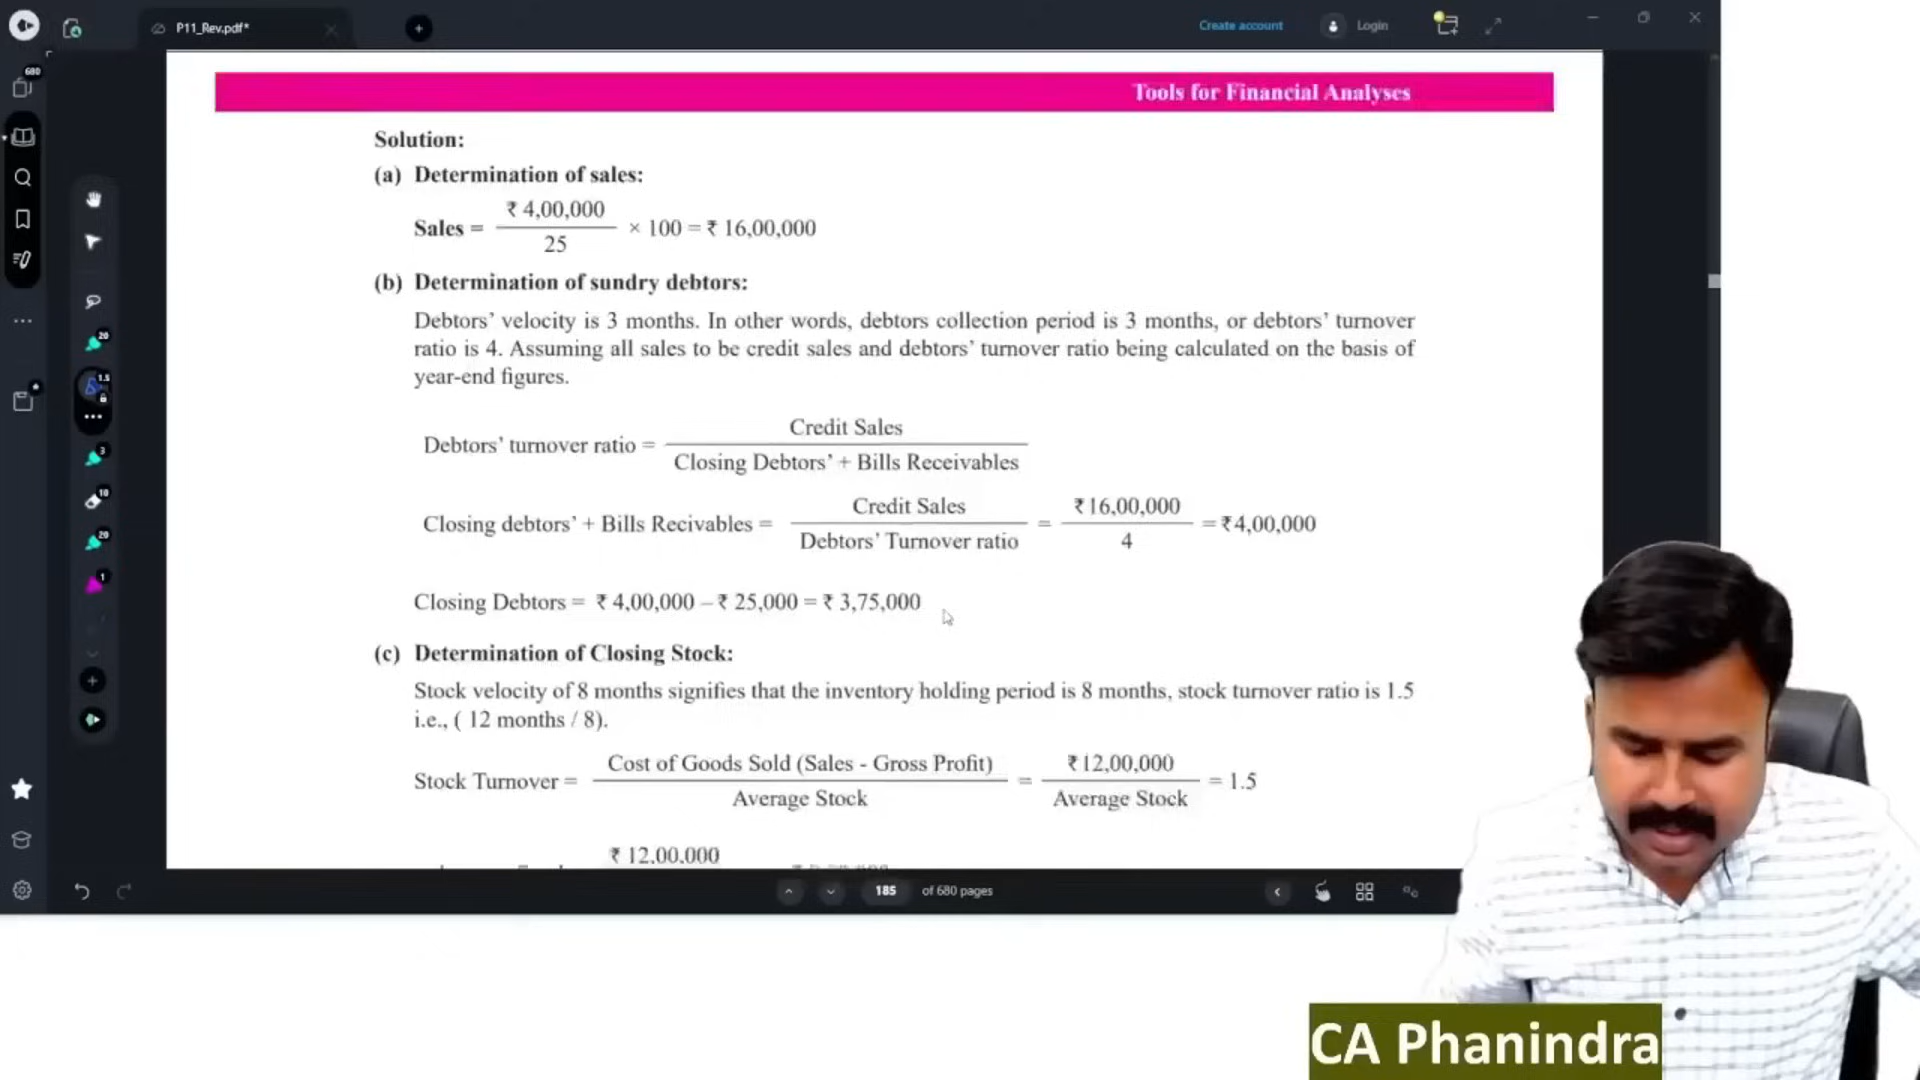 680
P11_Rev.pdf*
Create account
Login
Tools for Financial Analyses
Solution:
(a) Determination of sales:
Sales = ₹ 4,00,000 / 25 × 100 = ₹ 16,00,000
(b) Determination of sundry debtors:
Debtors’ velocity is 3 months. In other words, debtors collection period is 3 months, or debtors’ turnover
ratio is 4. Assuming all sales to be credit sales and debtors’ turnover ratio being calculated on the basis of
year-end figures.
Debtors’ turnover ratio = Credit Sales / Closing Debtors’ + Bills Receivables
Closing debtors’ + Bills Recivables = Credit Sales / Debtors’ Turnover ratio = ₹16,00,000 / 4 = ₹4,00,000
Closing Debtors = ₹ 4,00,000 – ₹ 25,000 = ₹ 3,75,000
(c) Determination of Closing Stock:
Stock velocity of 8 months signifies that the inventory holding period is 8 months, stock turnover ratio is 1.5
i.e., ( 12 months / 8).
Stock Turnover = Cost of Goods Sold (Sales - Gross Profit) / Average Stock = ₹12,00,000 / Average Stock = 1.5
₹ 12,00,000
20
1.5
3
10
20
1
185 of 680 pages
CA Phanindra